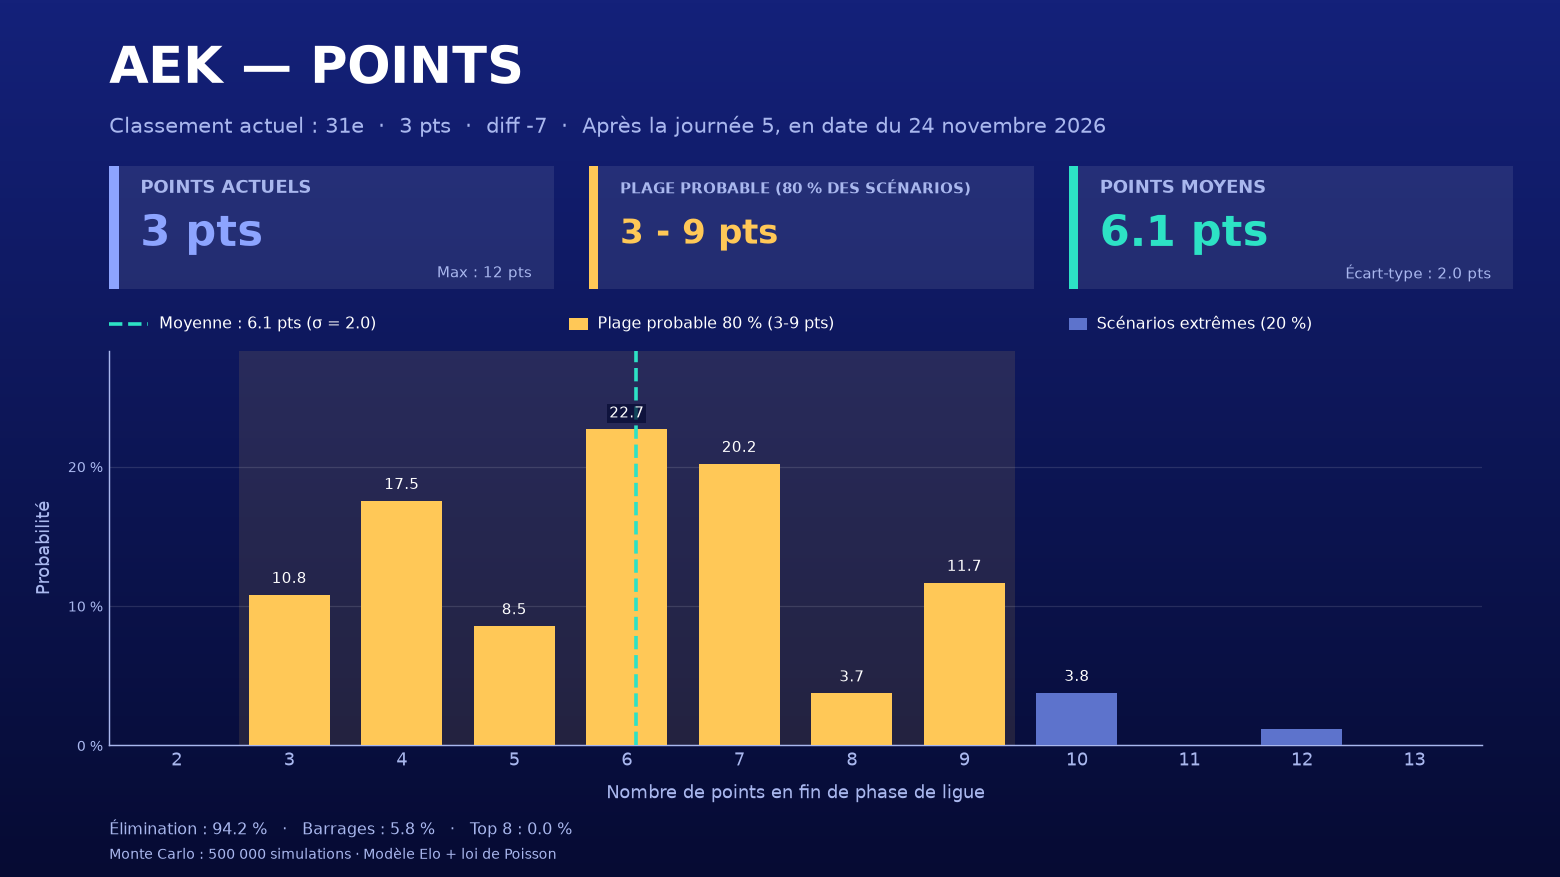 AEK — POINTS
Classement actuel : 31e · 3 pts · diff -7 · Après la journée 5, en date du 24 novembre 2026
POINTS ACTUELS
3 pts
Max : 12 pts
PLAGE PROBABLE (80 % DES SCÉNARIOS)
3 - 9 pts
POINTS MOYENS
6.1 pts
Écart-type : 2.0 pts
Moyenne : 6.1 pts (σ = 2.0)
Plage probable 80 % (3-9 pts)
Scénarios extrêmes (20 %)
Probabilité
20 %
10 %
0 %
10.8
17.5
8.5
22.7
20.2
3.7
11.7
3.8
2 3 4 5 6 7 8 9 10 11 12 13
Nombre de points en fin de phase de ligue
Élimination : 94.2 % · Barrages : 5.8 % · Top 8 : 0.0 %
Monte Carlo : 500 000 simulations · Modèle Elo + loi de Poisson